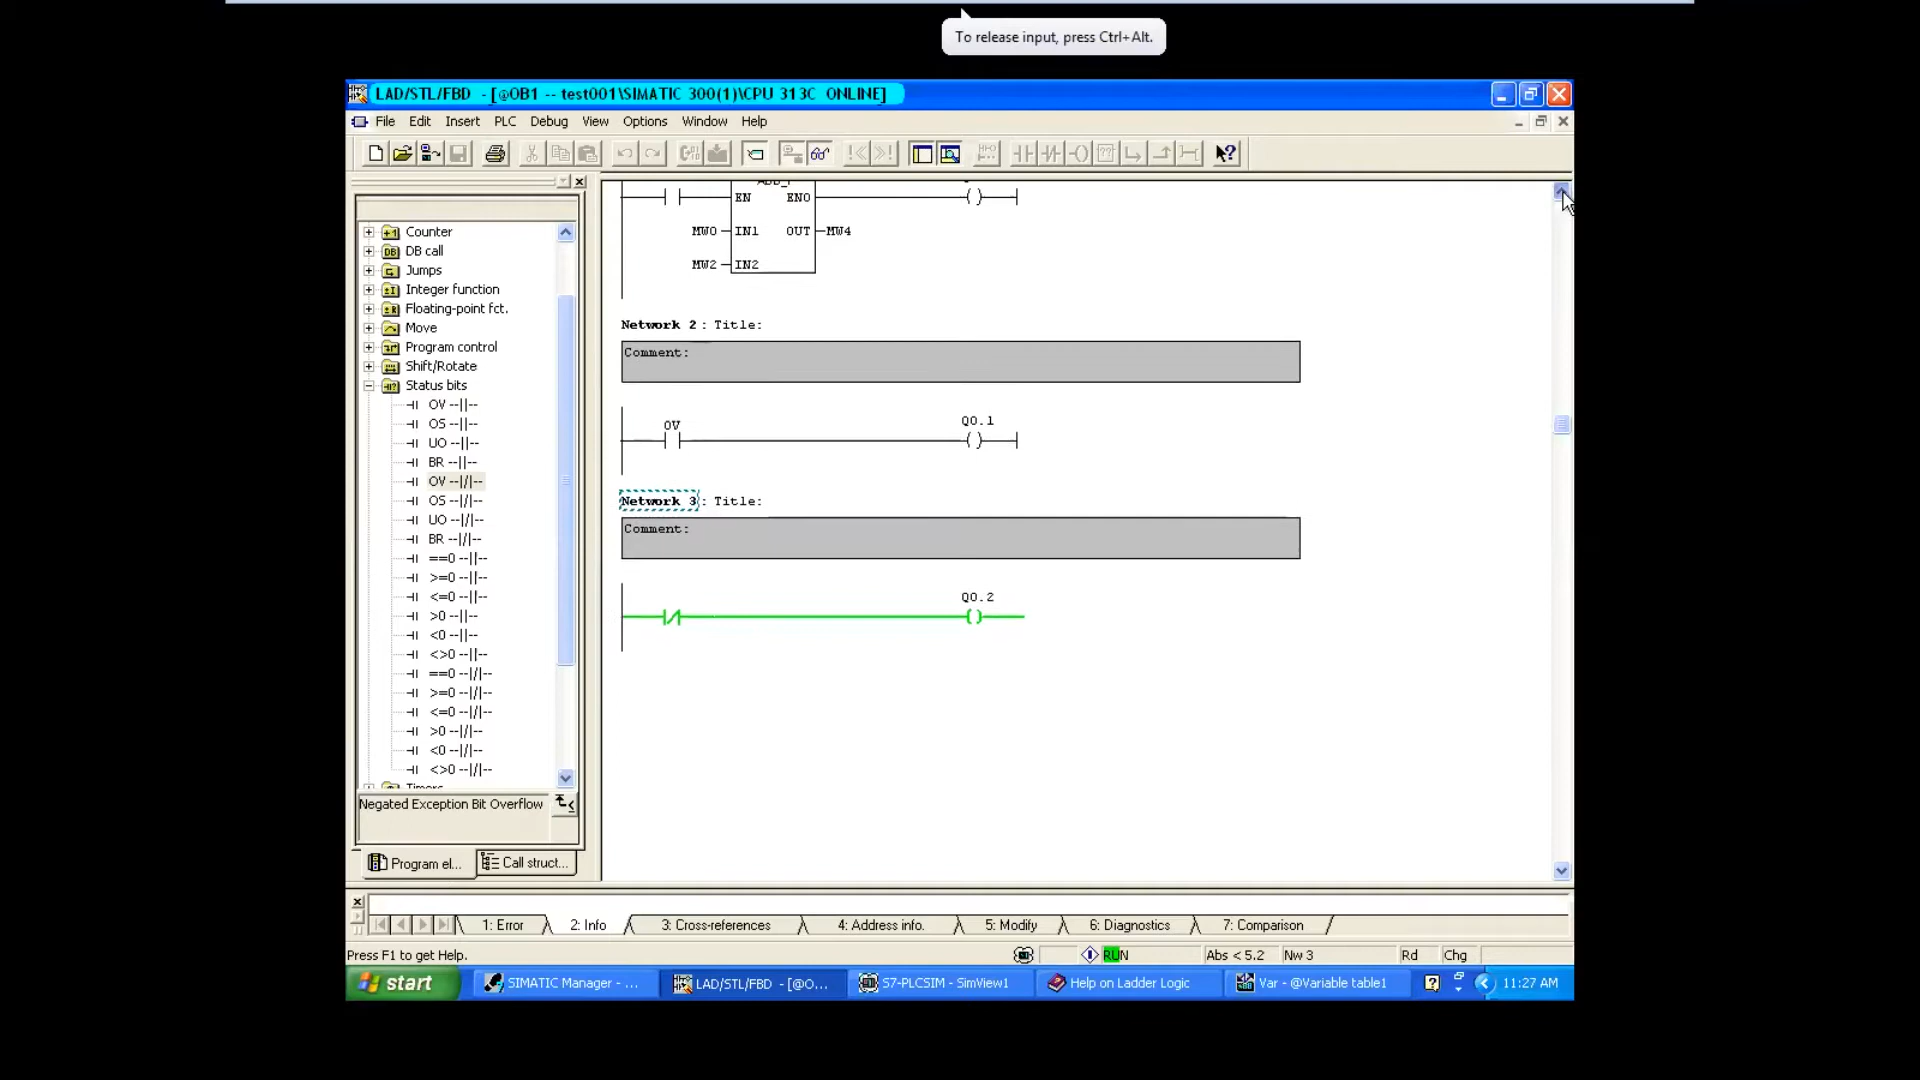 To release input, press Ctrl+Alt.
LAD/STL/FBD - [@OB1 -- test001\SIMATIC 300(1)\CPU 313C ONLINE]
File Edit Insert PLC Debug View Options Window Help
EN ENO
MW0 IN1 OUT MW4
MW2 IN2
Counter
DB call
Jumps
Integer function
Floating-point fct.
Move
Program control
Shift/Rotate
Status bits
OV --||--
OS --||--
UO --||--
BR --||--
OV --|/|--
OS --|/|--
UO --|/|--
BR --|/|--
==0 --||--
>=0 --||--
<=0 --||--
>0 --||--
<0 --||--
<>0 --||--
==0 --|/|--
>=0 --|/|--
<=0 --|/|--
>0 --|/|--
<0 --|/|--
<>0 --|/|--
Timers
Negated Exception Bit Overflow
Program el... Call struct...
Network 2 : Title:
Comment:
OV Q0.1
Network 3 : Title:
Comment:
Q0.2
1: Error 2: Info 3: Cross-references 4: Address info. 5: Modify 6: Diagnostics 7: Comparison
Press F1 to get Help. RUN Abs < 5.2 Nw 3 Rd Chg
start SIMATIC Manager - ... LAD/STL/FBD - [@O... S7-PLCSIM - SimView1 Help on Ladder Logic Var - @Variable table1 11:27 AM